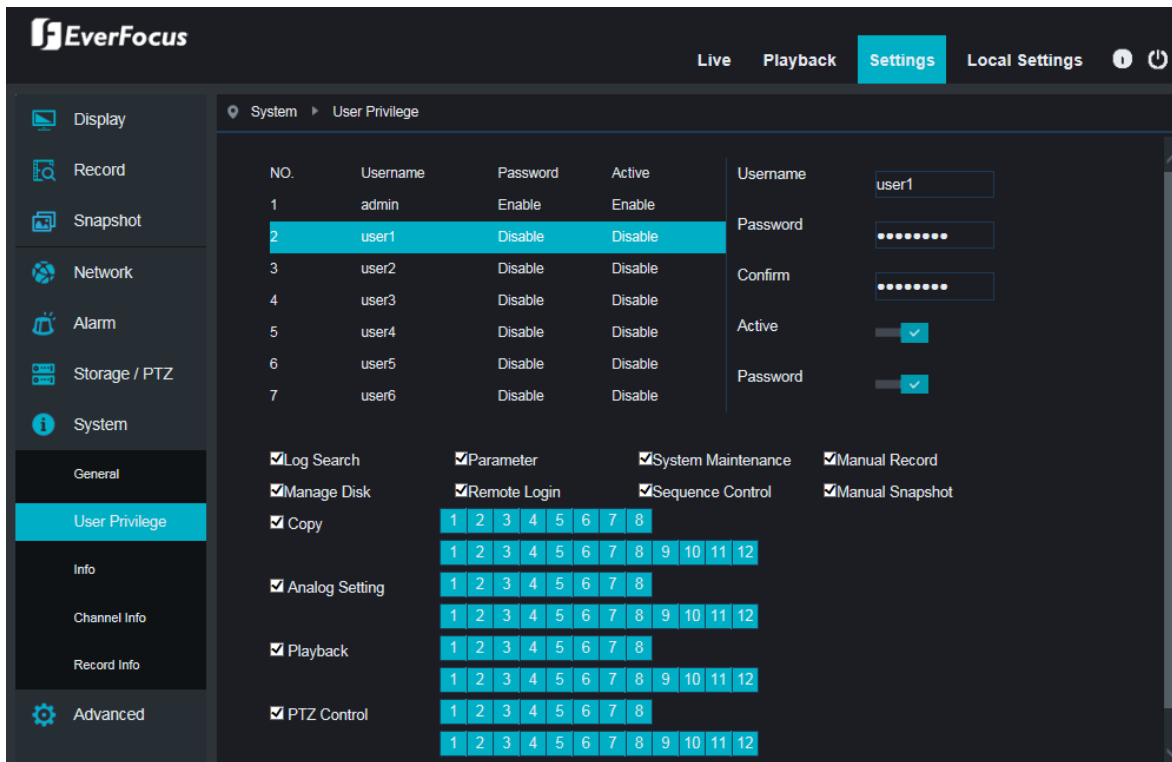 EverFocus
Live Playback Settings Local Settings
Display
Record
Snapshot
Network
Alarm
Storage / PTZ
System
General
User Privilege
Info
Channel Info
Record Info
Advanced
System User Privilege
NO. Username Password Active
1 admin Enable Enable
2 user1 Disable Disable
3 user2 Disable Disable
4 user3 Disable Disable
5 user4 Disable Disable
6 user5 Disable Disable
7 user6 Disable Disable
Username user1
Password ••••••••
Confirm ••••••••
Active
Password
Log Search Parameter System Maintenance Manual Record
Manage Disk Remote Login Sequence Control Manual Snapshot
Copy 1 2 3 4 5 6 7 8
1 2 3 4 5 6 7 8 9 10 11 12
Analog Setting 1 2 3 4 5 6 7 8
1 2 3 4 5 6 7 8 9 10 11 12
Playback 1 2 3 4 5 6 7 8
1 2 3 4 5 6 7 8 9 10 11 12
PTZ Control 1 2 3 4 5 6 7 8
1 2 3 4 5 6 7 8 9 10 11 12